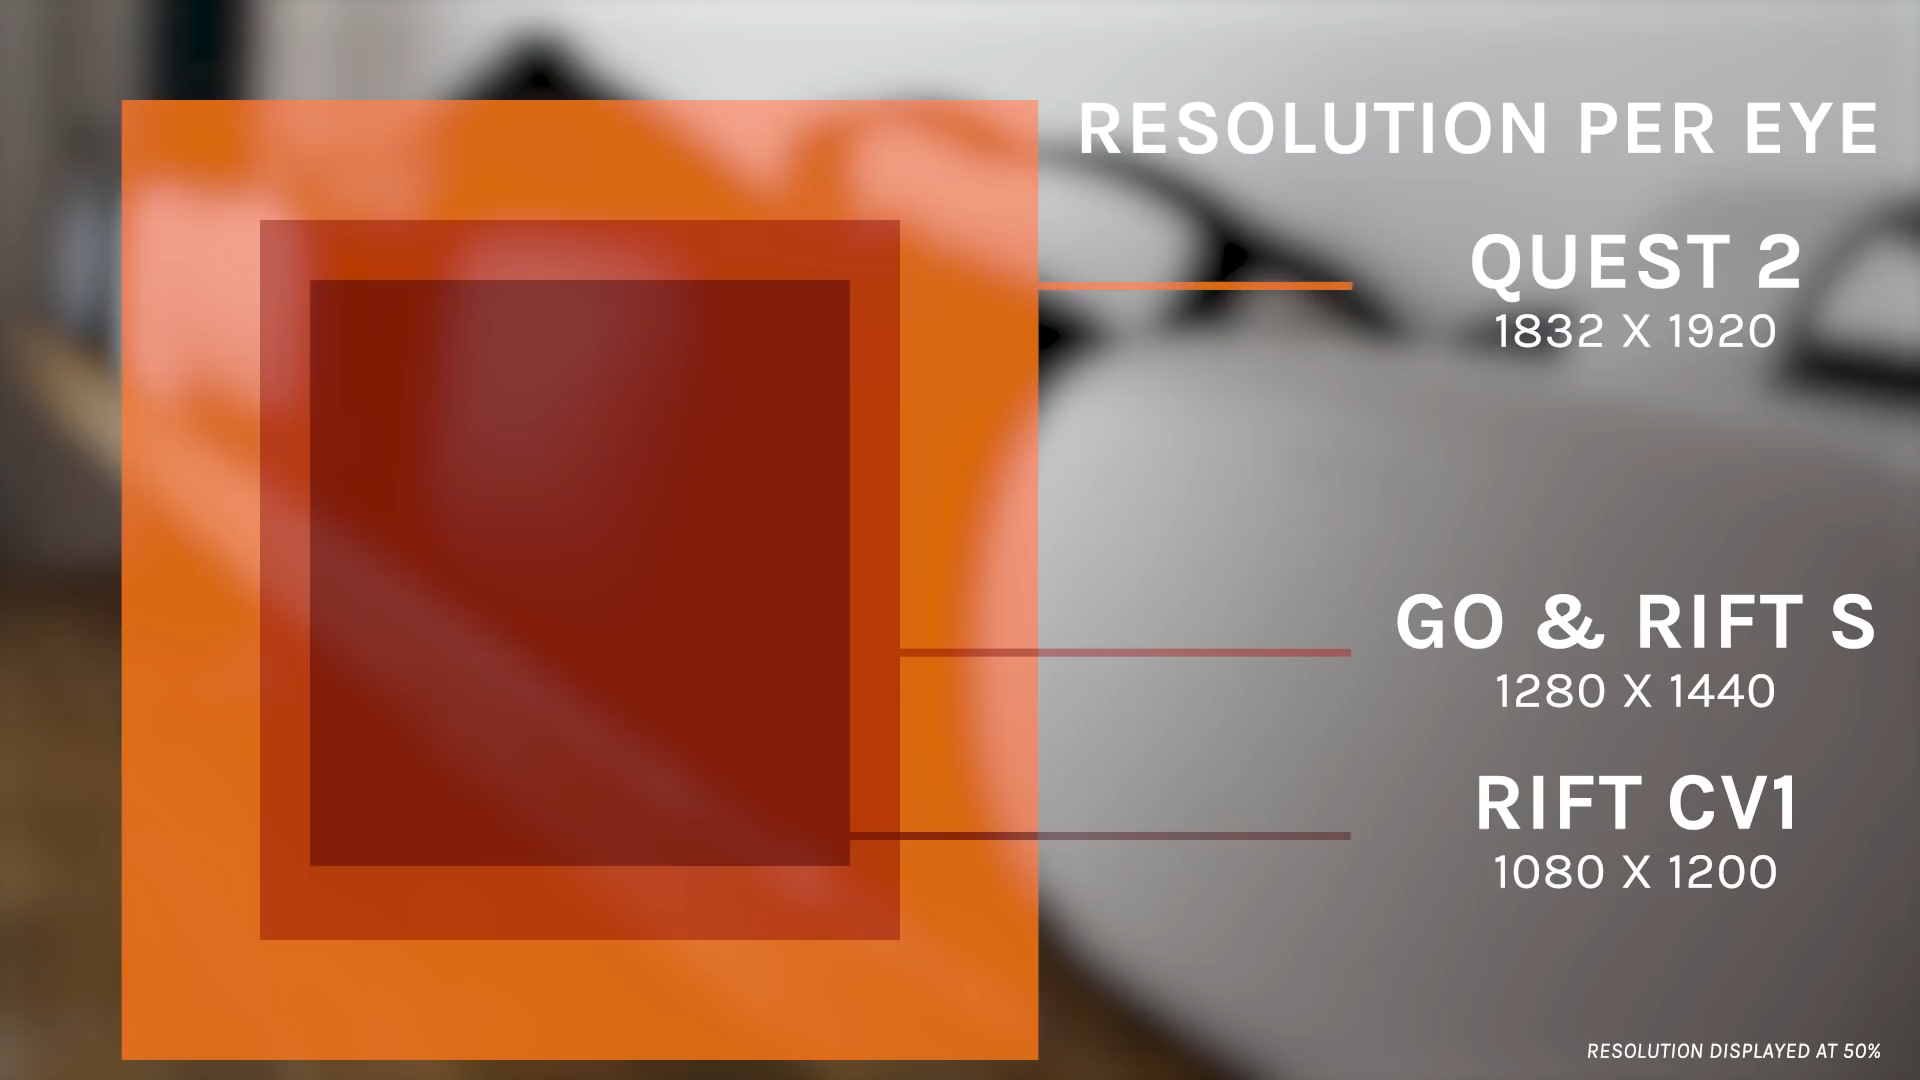 RESOLUTION PER EYE
QUEST 2
1832 X 1920
GO & RIFT S
1280 X 1440
RIFT CV1
1080 X 1200
RESOLUTION DISPLAYED AT 50%